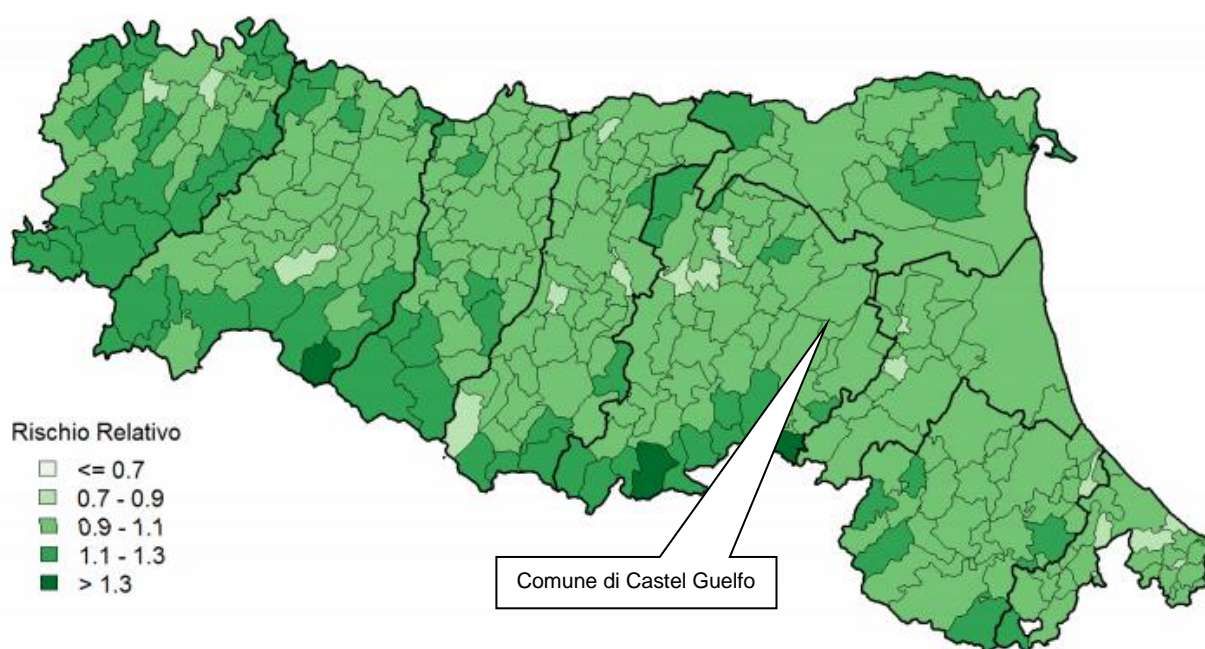 Rischio Relativo
<= 0.7
0.7 - 0.9
0.9 - 1.1
1.1 - 1.3
> 1.3
Comune di Castel Guelfo